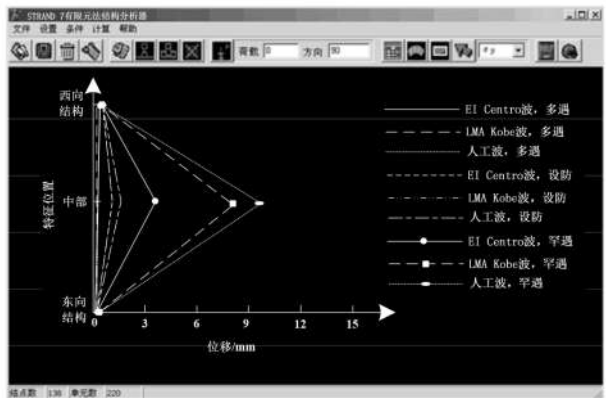 STRAND 7有限元法结构分析器
文件 设置 条件 计算 帮助
荷载 0 方向 90
西向
结构
特征位置
中部
东向
结构
0 3 6 9 12 15
位移/mm
EI Centro波，多遇
LMA Kobe波，多遇
人工波，多遇
EI Centro波，设防
LMA Kobe波，设防
人工波，设防
EI Centro波，罕遇
LMA Kobe波，罕遇
人工波，罕遇
结点数 138 单元数 220